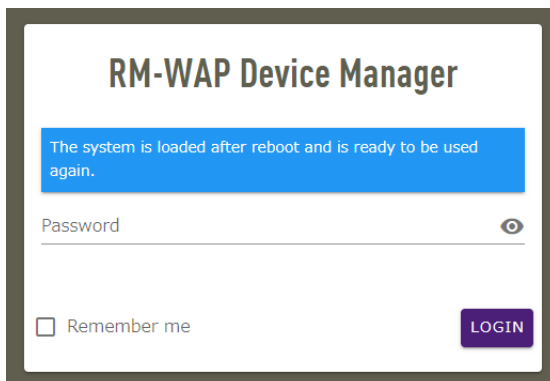 RM-WAP Device Manager
The system is loaded after reboot and is ready to be used
again.
Password
Remember me
LOGIN